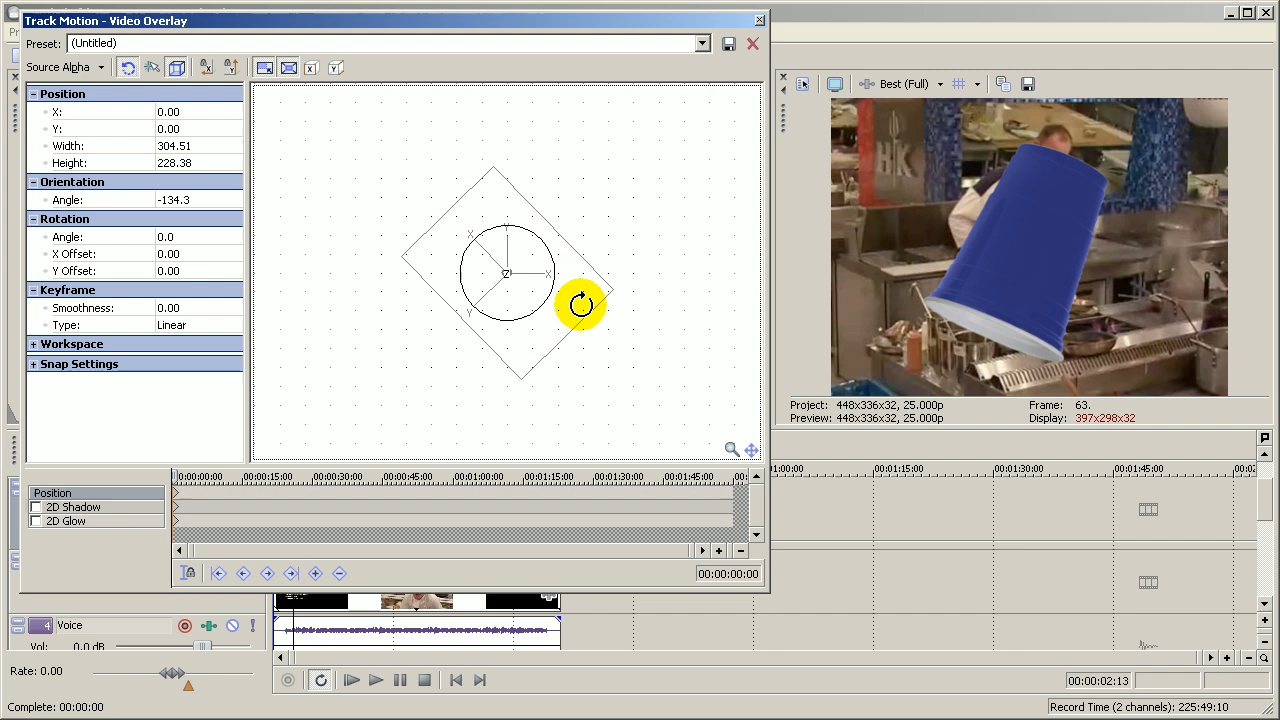 Track Motion - Video Overlay
Preset: (Untitled)
Source Alpha
Position
X: 0.00
Y: 0.00
Width: 304.51
Height: 228.38
Orientation
Angle: -134.3
Rotation
Angle: 0.0
X Offset: 0.00
Y Offset: 0.00
Keyframe
Smoothness: 0.00
Type: Linear
Workspace
Snap Settings
X Y
X Z X
Y
Best (Full)
HK
Project: 448x336x32, 25.000p Frame: 63.
Preview: 448x336x32, 25.000p Display: 397x298x32
0:00:00:00 00:00:15:00 00:00:30:00 00:00:45:00 00:01:00:00 00:01:15:00 00:01:30:00 00:01:45:00 00:
Position
2D Shadow
2D Glow
00:00:00:00
:01:00:00 00:01:15:00 00:01:30:00 00:01:45:00 00:0
4 Voice
Vol: 0.0 dB
Rate: 0.00
00:00:02:13
Complete: 00:00:00
Record Time (2 channels): 225:49:10